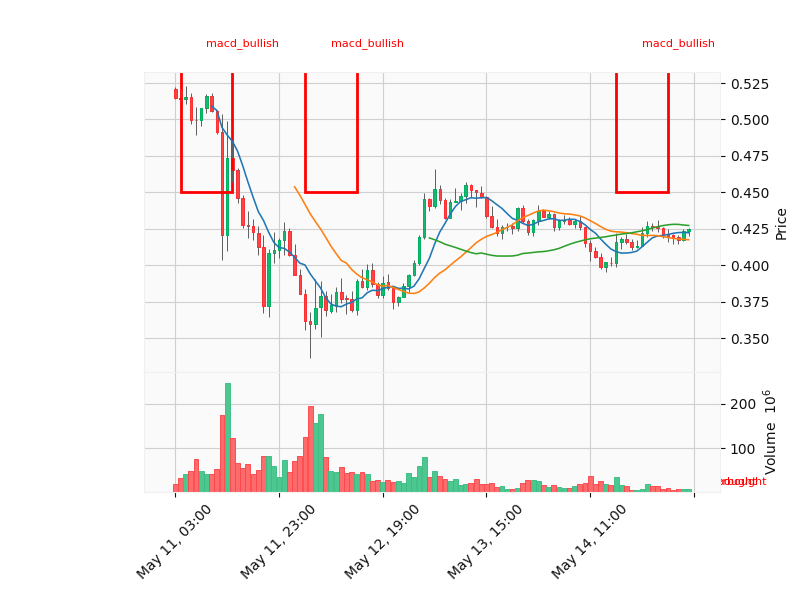 macd_bullish macd_bullish macd_bullish
0.525
0.500
0.475
0.450
0.425
0.400
0.375
0.350
Price
200
100
Volume 10^6
May 11, 03:00
May 11, 23:00
May 12, 19:00
May 13, 15:00
May 14, 11:00